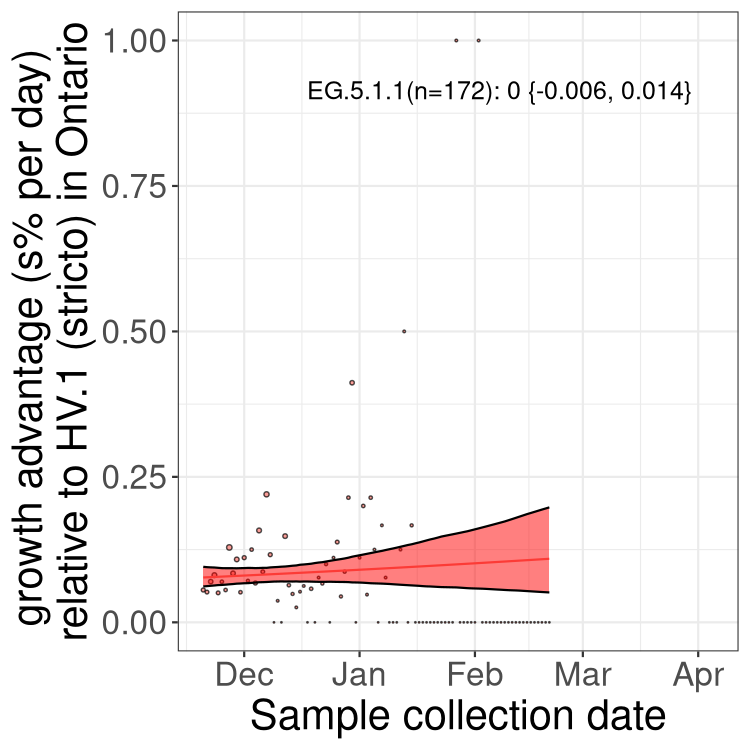 growth advantage (s% per day)
relative to HV.1 (stricto) in Ontario
1.00
0.75
0.50
0.25
0.00
EG.5.1.1(n=172): 0 {-0.006, 0.014}
Dec
Jan
Feb
Mar
Apr
Sample collection date